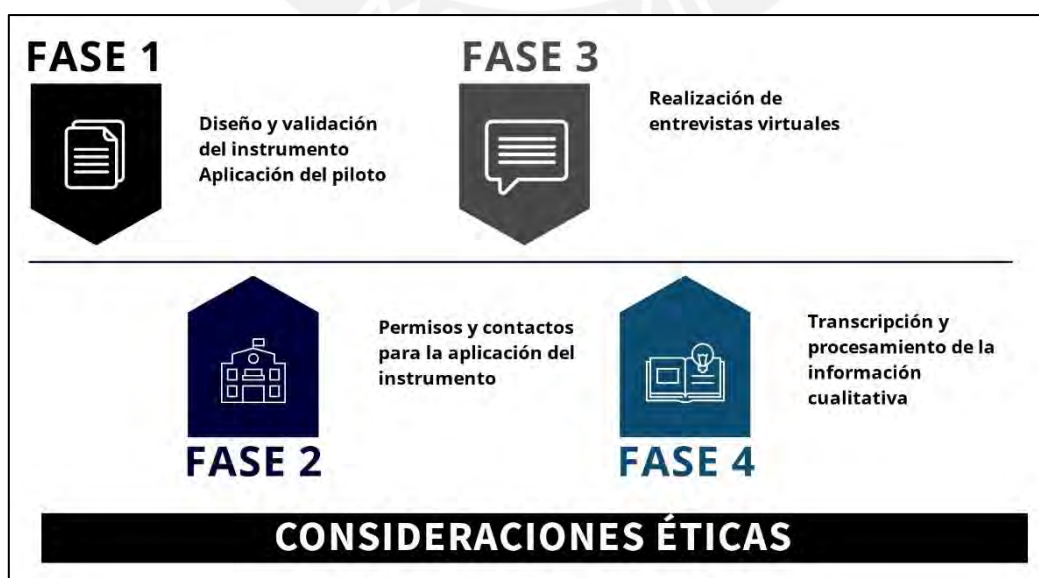 FASE 1
Diseño y validación
del instrumento
Aplicación del piloto
FASE 3
Realización de
entrevistas virtuales
Permisos y contactos
para la aplicación del
instrumento
FASE 2
Transcripción y
procesamiento de la
información
cualitativa
FASE 4
CONSIDERACIONES ÉTICAS